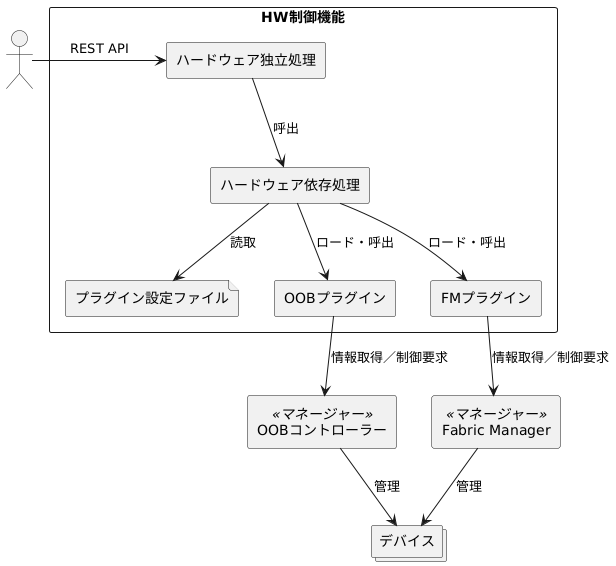 HW制御機能
REST API
ハードウェア独立処理
呼出
ハードウェア依存処理
読取
ロード・呼出
ロード・呼出
プラグイン設定ファイル
OOBプラグイン
FMプラグイン
情報取得／制御要求
情報取得／制御要求
«マネージャー»
OOBコントローラー
«マネージャー»
Fabric Manager
管理
管理
デバイス